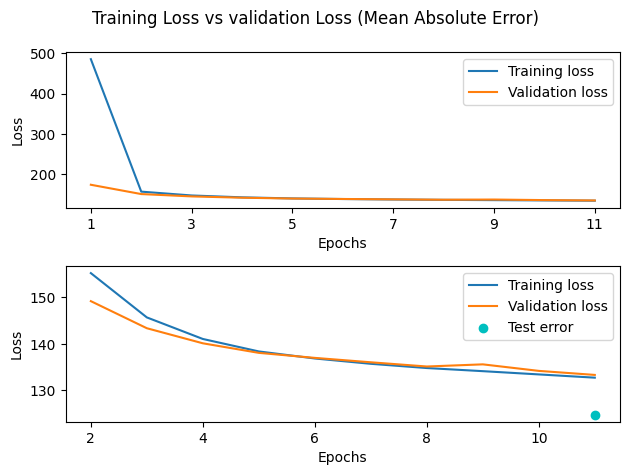 Training Loss vs validation Loss (Mean Absolute Error)
500
400
300
200
Loss
Training loss
Validation loss
1 3 5 7 9 11
Epochs
150
140
130
Loss
Training loss
Validation loss
Test error
2 4 6 8 10
Epochs